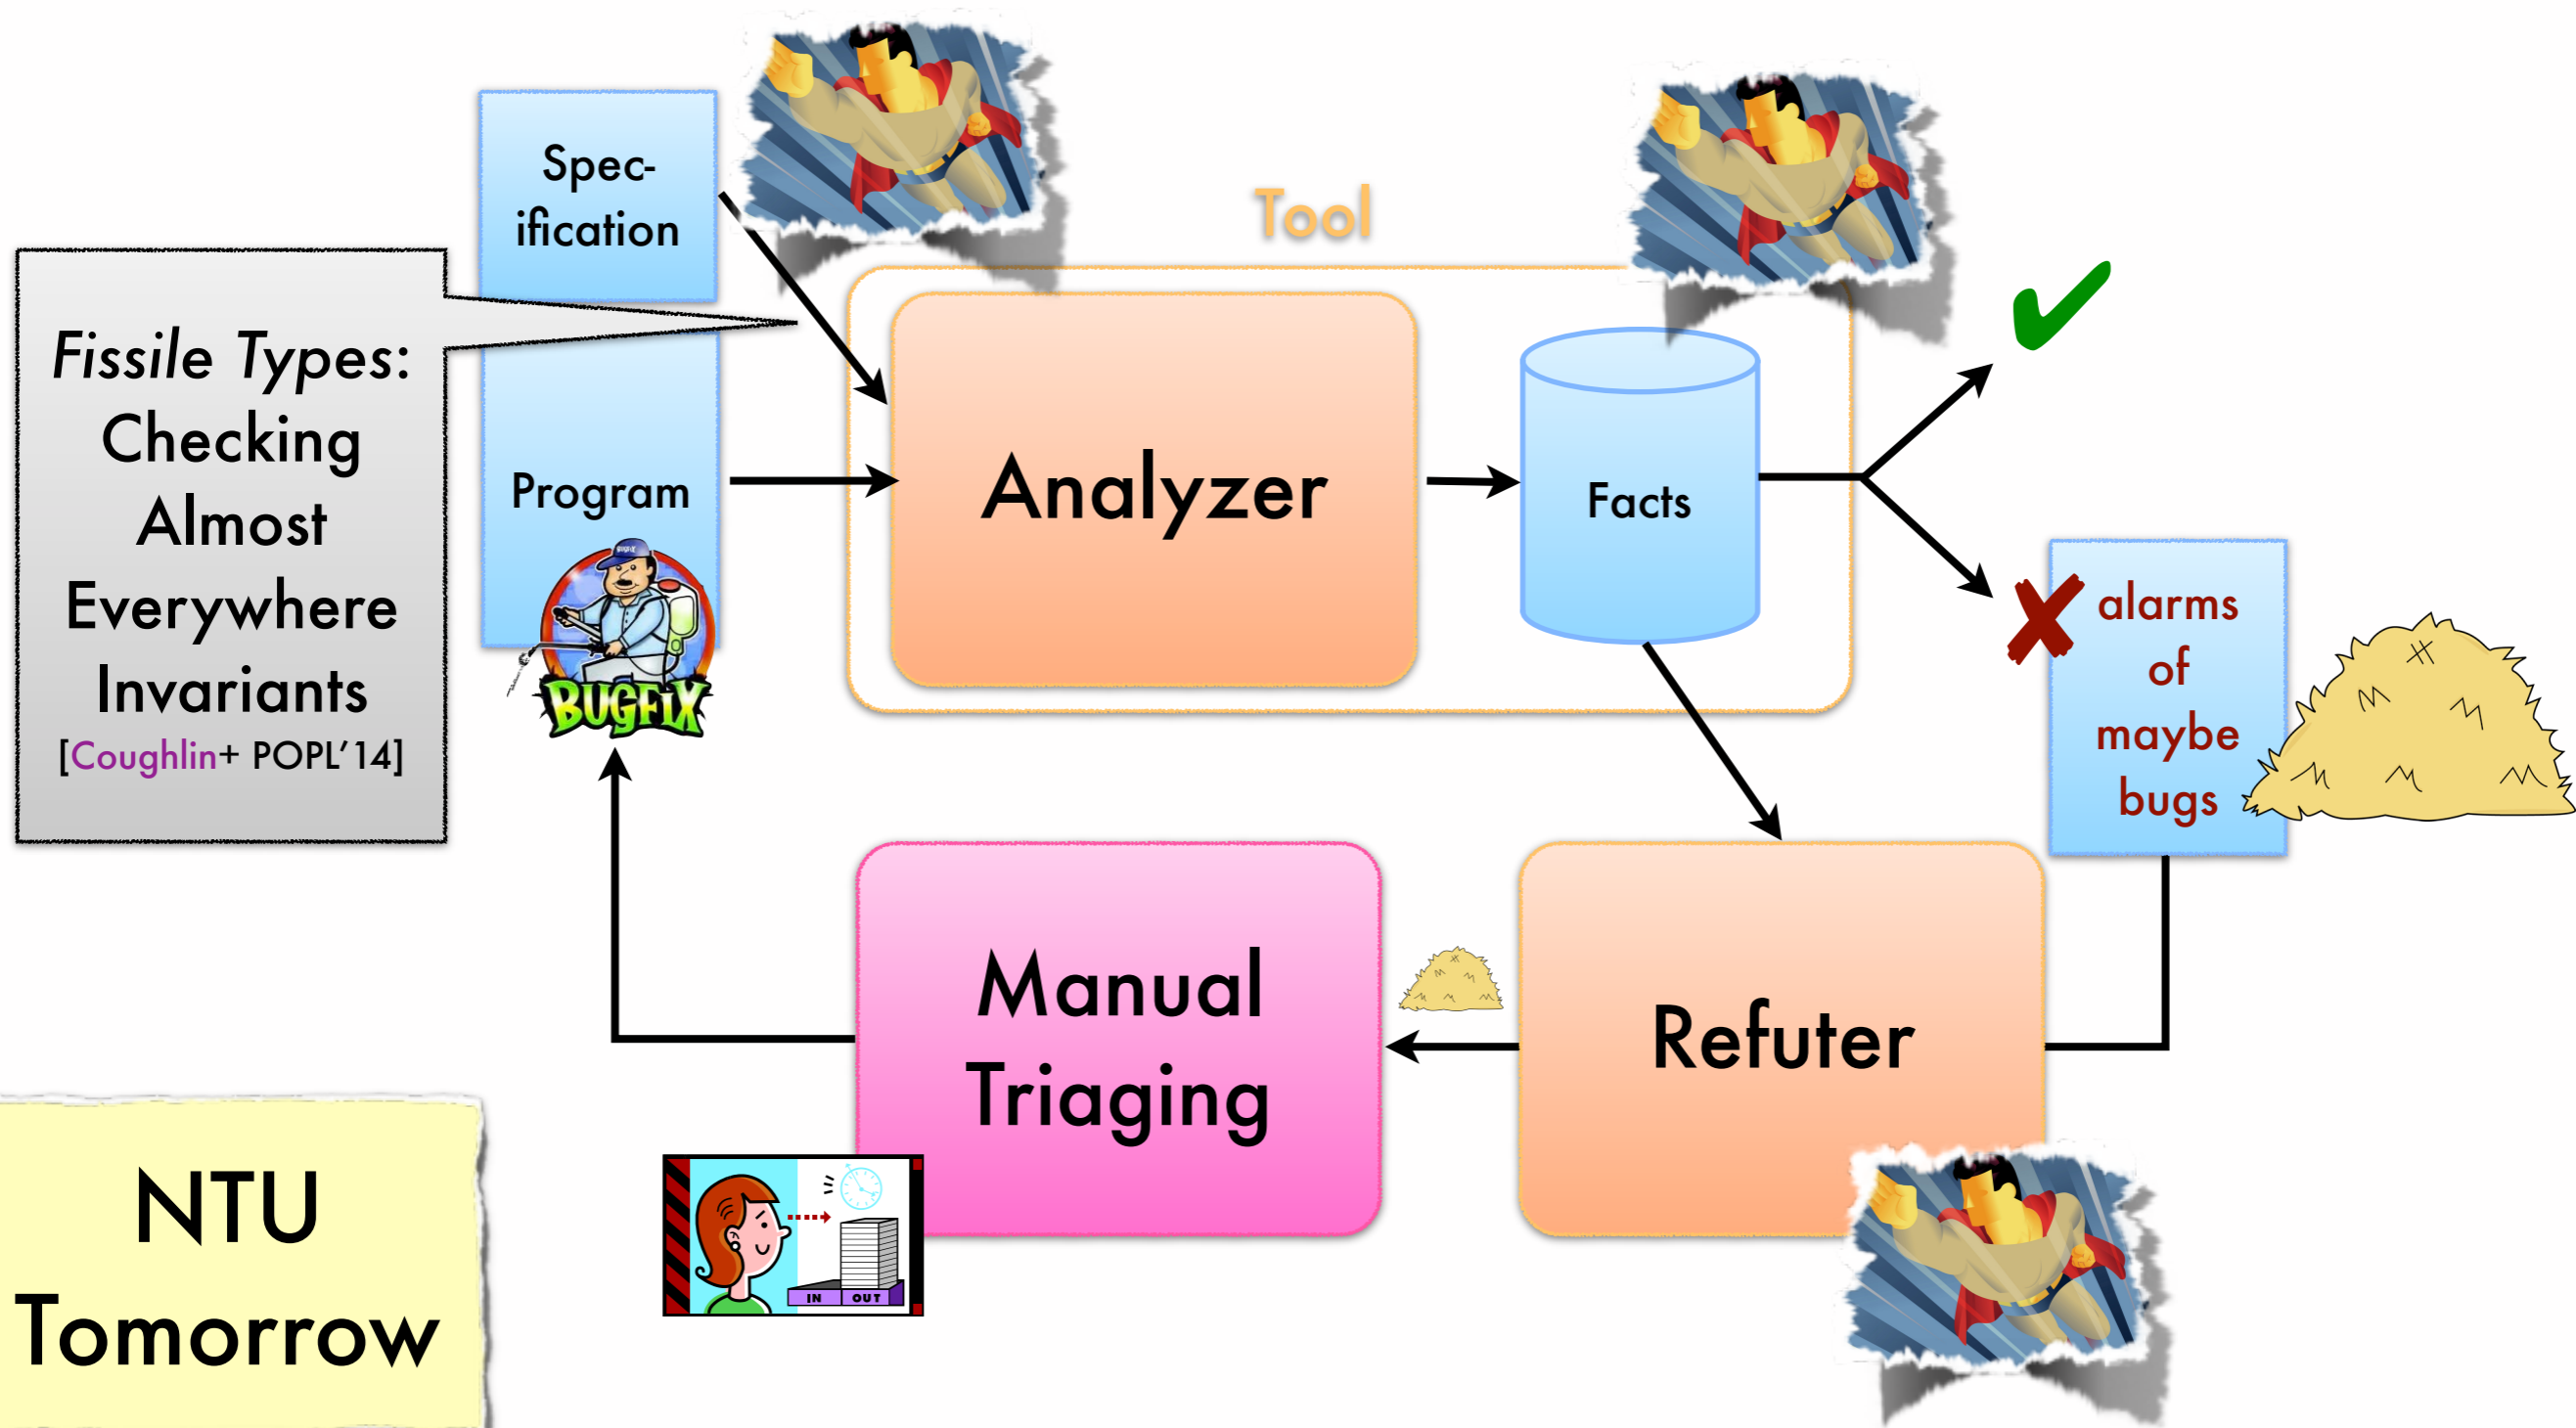 Spec-
ification
Tool
Fissile Types:
Checking
Almost
Everywhere
Invariants
[Coughlin+ POPL’14]
Program
BUGFIX
BUGFIX
Analyzer
Facts
✔
✘
alarms
of
maybe
bugs
Manual
Triaging
Refuter
IN OUT
NTU
Tomorrow